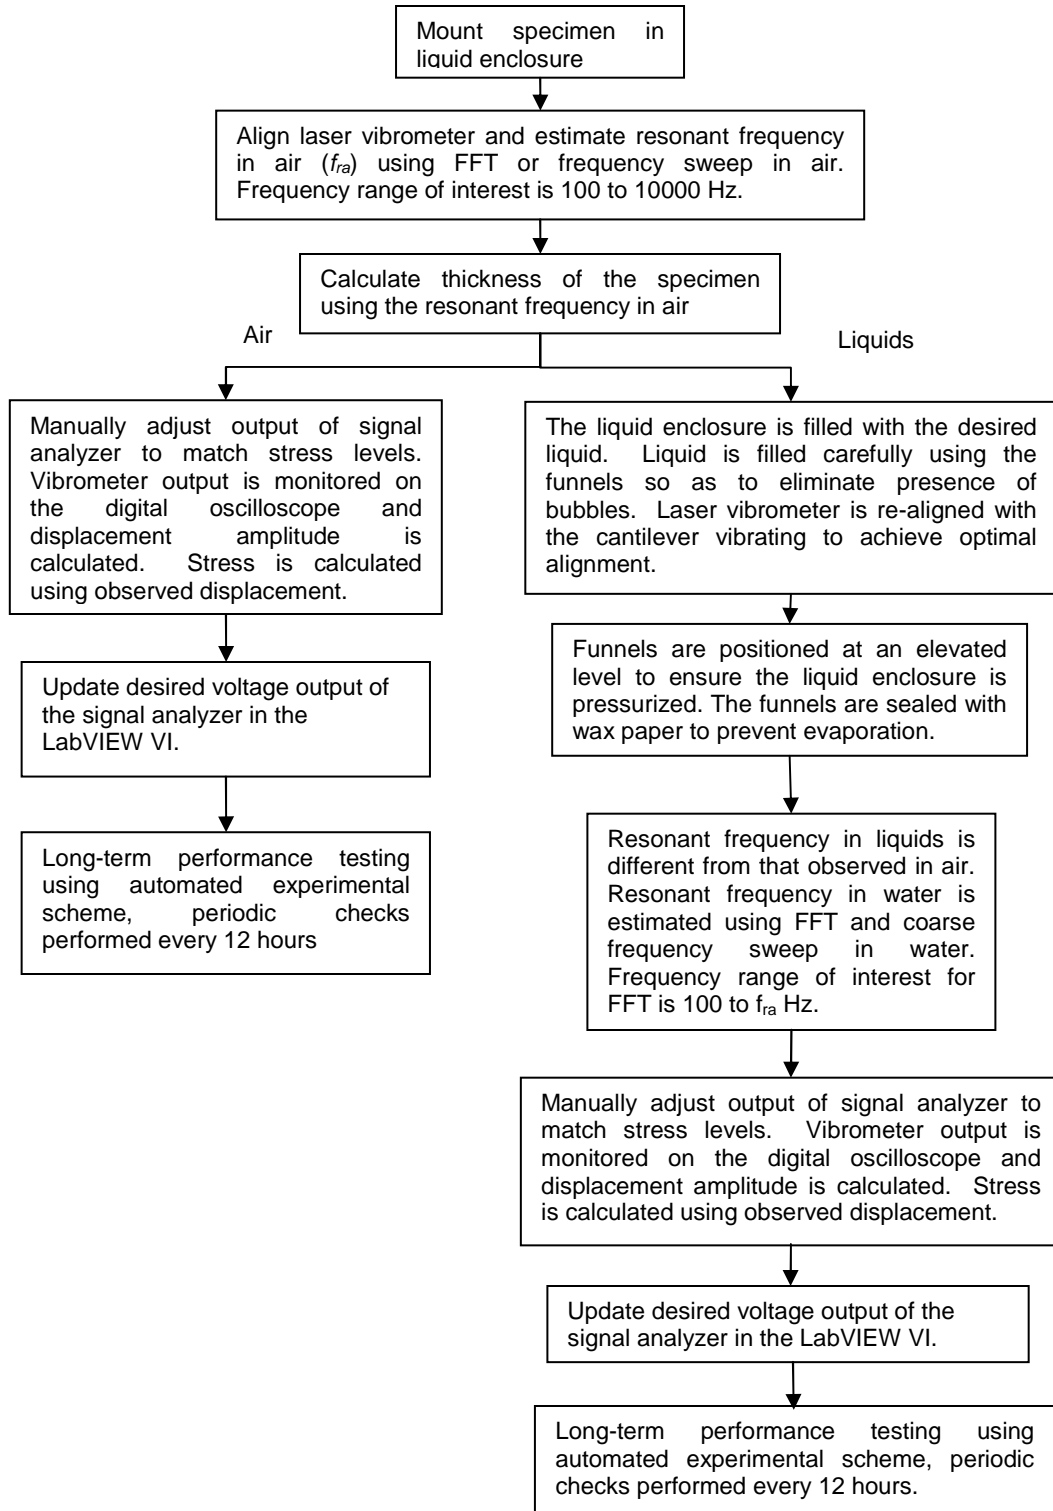 Mount specimen in
liquid enclosure
Align laser vibrometer and estimate resonant frequency
in air (fra) using FFT or frequency sweep in air.
Frequency range of interest is 100 to 10000 Hz.
Calculate thickness of the specimen
using the resonant frequency in air
Air
Liquids
Manually adjust output of signal
analyzer to match stress levels.
Vibrometer output is monitored on
the digital oscilloscope and
displacement amplitude is
calculated. Stress is calculated
using observed displacement.
Update desired voltage output of
the signal analyzer in the
LabVIEW VI.
Long-term performance testing
using automated experimental
scheme, periodic checks
performed every 12 hours
The liquid enclosure is filled with the desired
liquid. Liquid is filled carefully using the
funnels so as to eliminate presence of
bubbles. Laser vibrometer is re-aligned with
the cantilever vibrating to achieve optimal
alignment.
Funnels are positioned at an elevated
level to ensure the liquid enclosure is
pressurized. The funnels are sealed with
wax paper to prevent evaporation.
Resonant frequency in liquids is
different from that observed in air.
Resonant frequency in water is
estimated using FFT and coarse
frequency sweep in water.
Frequency range of interest for
FFT is 100 to fra Hz.
Manually adjust output of signal analyzer to
match stress levels. Vibrometer output is
monitored on the digital oscilloscope and
displacement amplitude is calculated. Stress
is calculated using observed displacement.
Update desired voltage output of the
signal analyzer in the LabVIEW VI.
Long-term performance testing using
automated experimental scheme, periodic
checks performed every 12 hours.